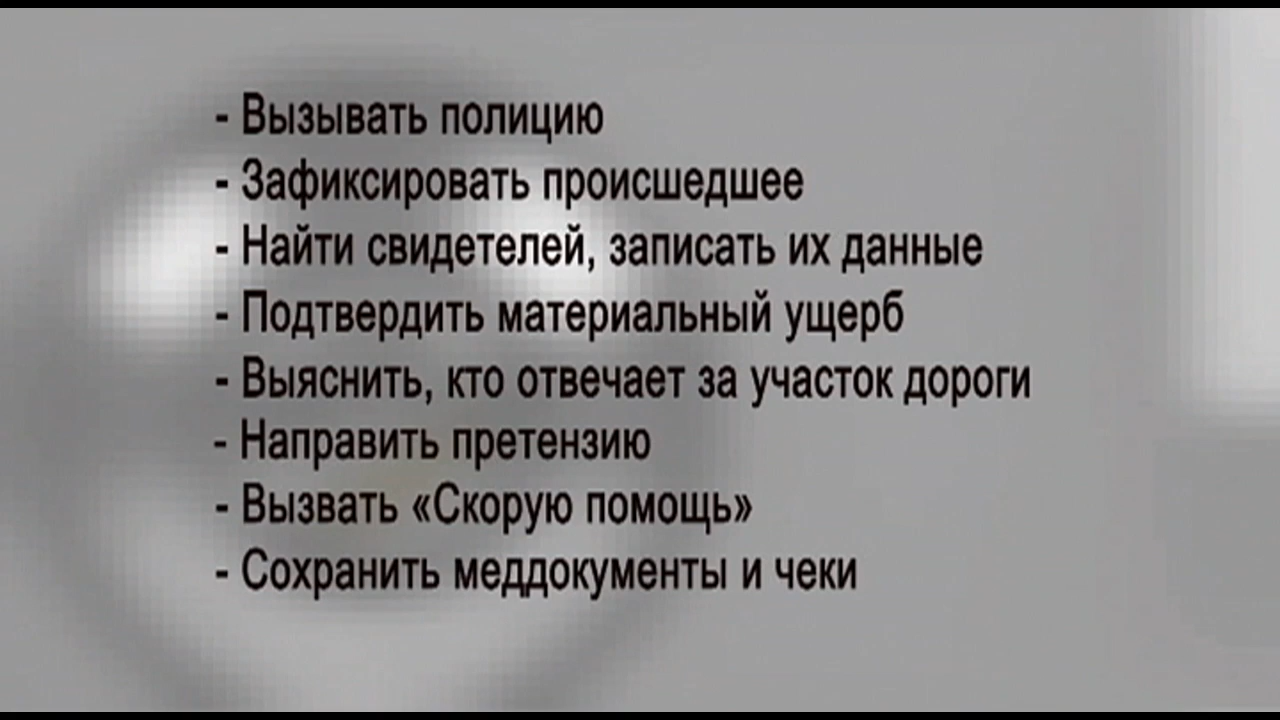 - Вызывать полицию
- Зафиксировать происшедшее
- Найти свидетелей, записать их данные
- Подтвердить материальный ущерб
- Выяснить, кто отвечает за участок дороги
- Направить претензию
- Вызвать «Скорую помощь»
- Сохранить меддокументы и чеки